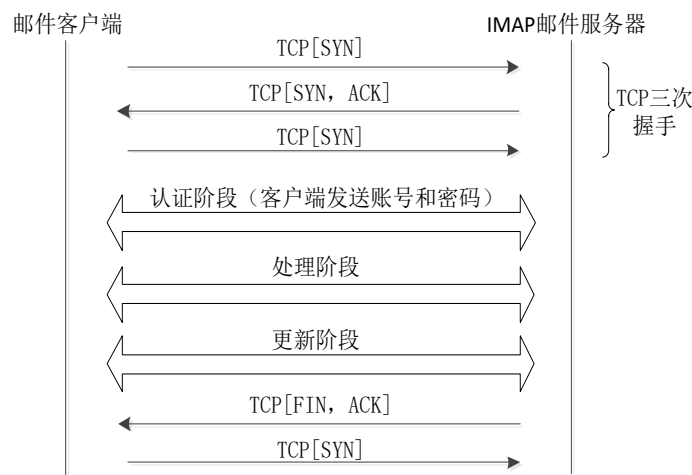 邮件客户端
IMAP邮件服务器
TCP[SYN]
TCP[SYN, ACK]
TCP[SYN]
TCP三次
握手
认证阶段（客户端发送账号和密码）
处理阶段
更新阶段
TCP[FIN, ACK]
TCP[SYN]